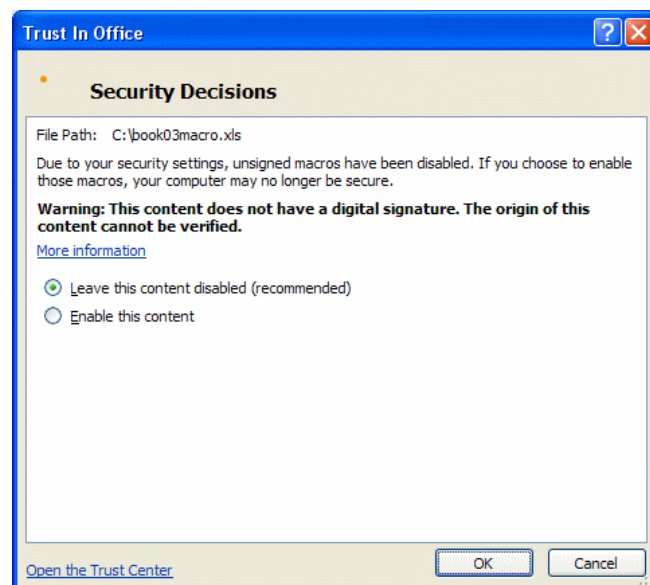 Trust In Office
Security Decisions
File Path: C:\book03macro.xls
Due to your security settings, unsigned macros have been disabled. If you choose to enable
those macros, your computer may no longer be secure.
Warning: This content does not have a digital signature. The origin of this
content cannot be verified.
More information
Leave this content disabled (recommended)
Enable this content
Open the Trust Center
OK
Cancel